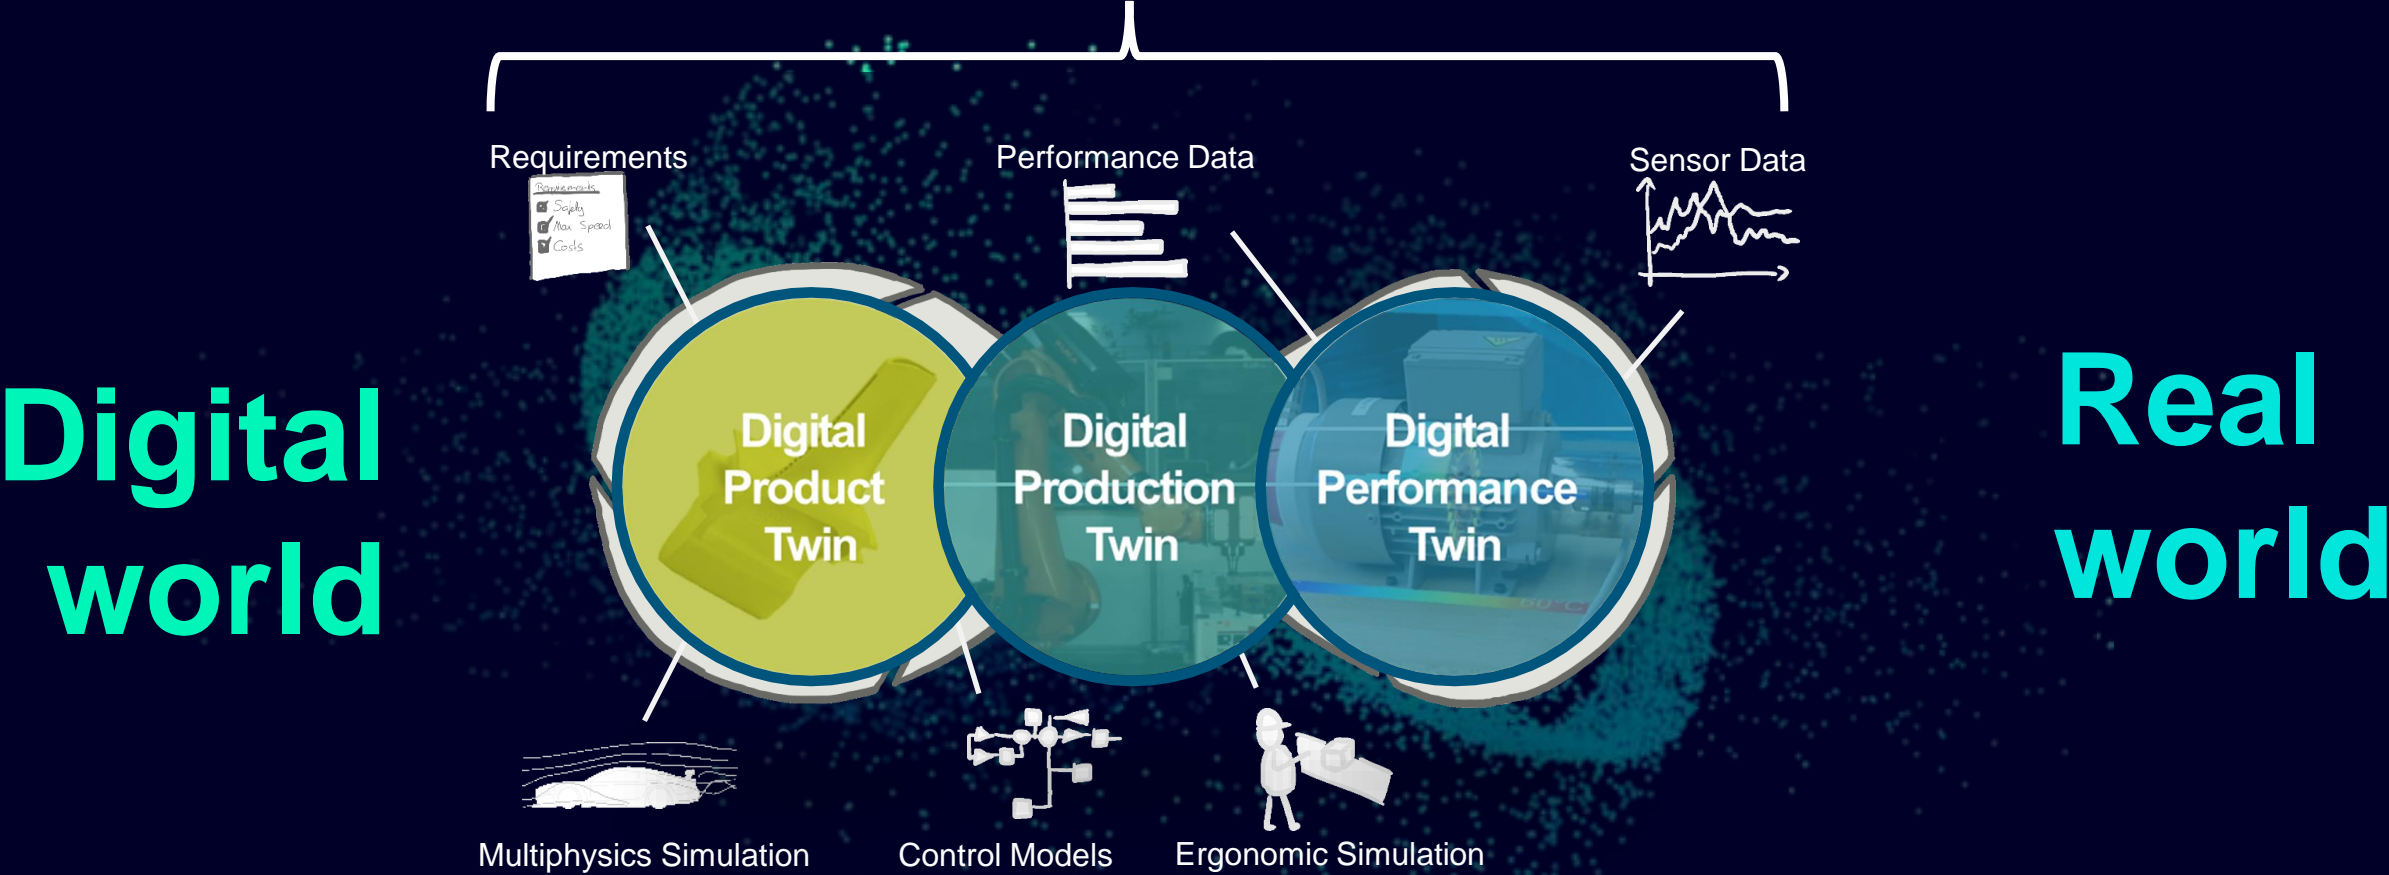 Requirements
Performance Data
Sensor Data
Requirements
Safety
Max Speed
Costs
Digital
world
Digital
Product
Twin
Digital
Production
Twin
Digital
Performance
Twin
Real
world
Multiphysics Simulation
Control Models
Ergonomic Simulation